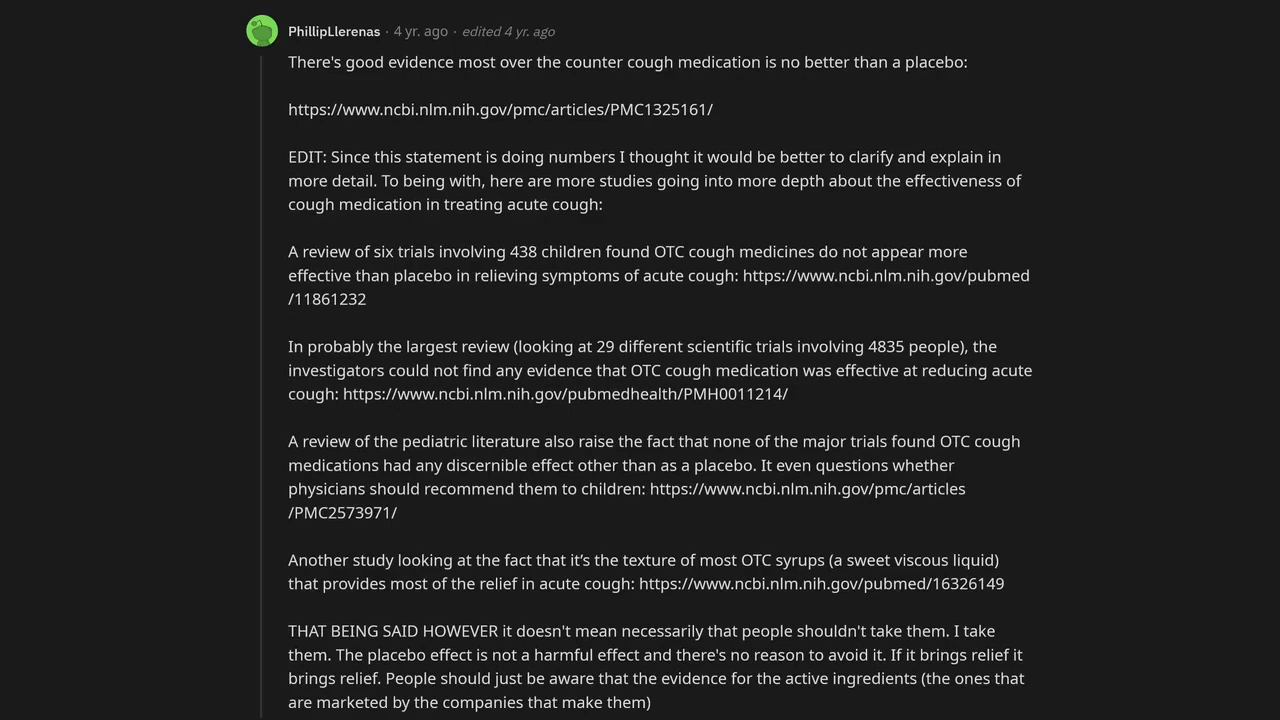 PhillipLlerenas · 4 yr. ago · edited 4 yr. ago
There's good evidence most over the counter cough medication is no better than a placebo:
https://www.ncbi.nlm.nih.gov/pmc/articles/PMC1325161/
EDIT: Since this statement is doing numbers I thought it would be better to clarify and explain in
more detail. To being with, here are more studies going into more depth about the effectiveness of
cough medication in treating acute cough:
A review of six trials involving 438 children found OTC cough medicines do not appear more
effective than placebo in relieving symptoms of acute cough: https://www.ncbi.nlm.nih.gov/pubmed
/11861232
In probably the largest review (looking at 29 different scientific trials involving 4835 people), the
investigators could not find any evidence that OTC cough medication was effective at reducing acute
cough: https://www.ncbi.nlm.nih.gov/pubmedhealth/PMH0011214/
A review of the pediatric literature also raise the fact that none of the major trials found OTC cough
medications had any discernible effect other than as a placebo. It even questions whether
physicians should recommend them to children: https://www.ncbi.nlm.nih.gov/pmc/articles
/PMC2573971/
Another study looking at the fact that it’s the texture of most OTC syrups (a sweet viscous liquid)
that provides most of the relief in acute cough: https://www.ncbi.nlm.nih.gov/pubmed/16326149
THAT BEING SAID HOWEVER it doesn't mean necessarily that people shouldn't take them. I take
them. The placebo effect is not a harmful effect and there's no reason to avoid it. If it brings relief it
brings relief. People should just be aware that the evidence for the active ingredients (the ones that
are marketed by the companies that make them)